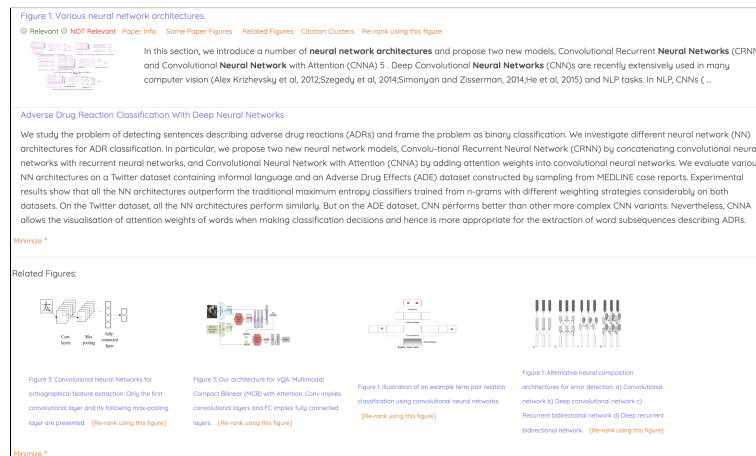 Figure 1: Various neural network architectures.
Relevant NOT Relevant Paper Info Same Paper Figures Related Figures Citation Clusters Re-rank using this figure
In this section, we introduce a number of neural network architectures and propose two new models, Convolutional Recurrent Neural Networks (CRNN
and Convolutional Neural Network with Attention (CNNA) 5 . Deep Convolutional Neural Networks (CNN)s are recently extensively used in many
computer vision (Alex Krizhevsky et al, 2012;Szegedy et al, 2014;Simonyan and Zisserman, 2014;He et al, 2015) and NLP tasks. In NLP, CNNs ( ...
Adverse Drug Reaction Classification With Deep Neural Networks
We study the problem of detecting sentences describing adverse drug reactions (ADRs) and frame the problem as binary classification. We investigate different neural network (NN)
architectures for ADR classification. In particular, we propose two new neural network models, Convolu-tional Recurrent Neural Network (CRNN) by concatenating convolutional neura
networks with recurrent neural networks, and Convolutional Neural Network with Attention (CNNA) by adding attention weights into convolutional neural networks. We evaluate variou
NN architectures on a Twitter dataset containing informal language and an Adverse Drug Effects (ADE) dataset constructed by sampling from MEDLINE case reports. Experimental
results show that all the NN architectures outperform the traditional maximum entropy classifiers trained from n-grams with different weighting strategies considerably on both
datasets. On the Twitter dataset, all the NN architectures perform similarly. But on the ADE dataset, CNN performs better than other more complex CNN variants. Nevertheless, CNNA
allows the visualisation of attention weights of words when making classification decisions and hence is more appropriate for the extraction of word subsequences describing ADRs.
Minimize ^
Related Figures:
Conv layers
Max pooling
fully-connected layer
Figure 3: Convolutional Neural Networks for
orthographical feature extraction. Only the first
convolutional layer and its following max-pooling
layer are presented. [Re-rank using this figure]
Figure 3: Our architecture for VQA: Multimodal
Compact Bilinear (MCB) with Attention. Conv implies
convolutional layers and FC implies fully connected
layers. [Re-rank using this figure]
Figure 1: Illustration of an example term pair relation
classification using convolutional neural networks.
[Re-rank using this figure]
Figure 1: Alternative neural composition
architectures for error detection. a) Convolutional
network b) Deep convolutional network c)
Recurrent bidirectional network d) Deep recurrent
bidirectional network. [Re-rank using this figure]
Minimize ^